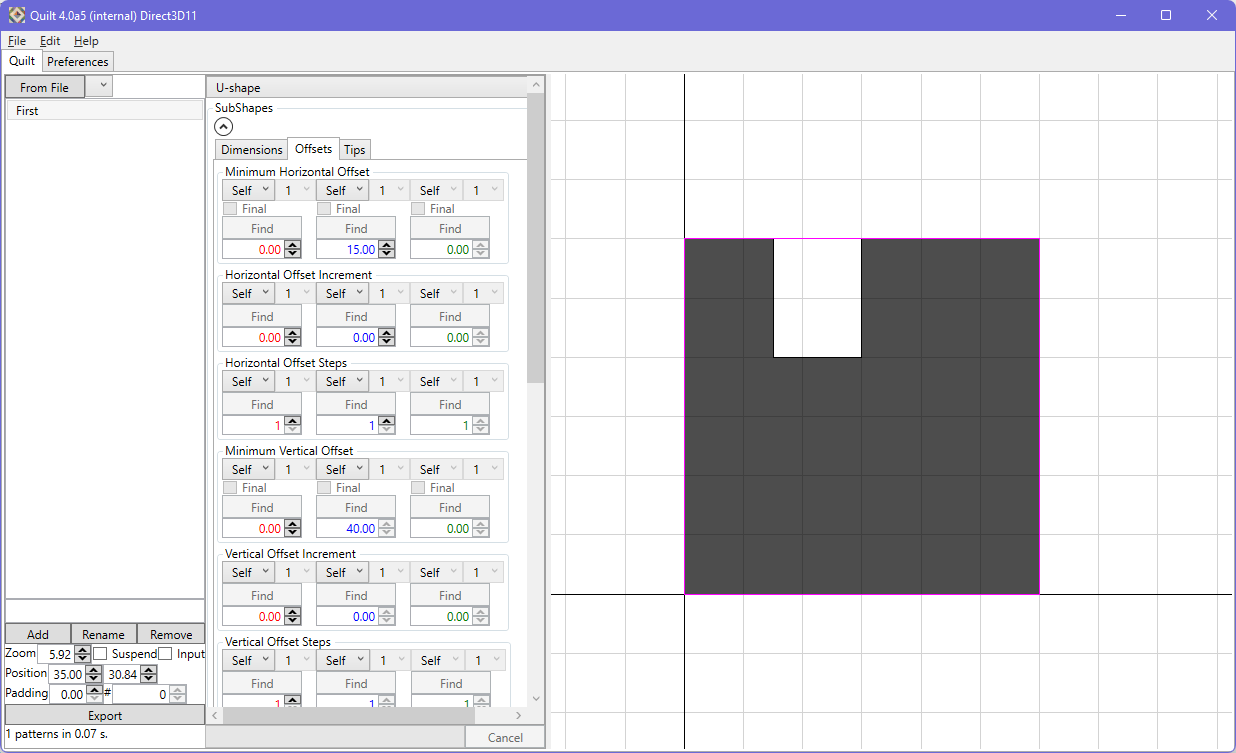 Quilt 4.0a5 (internal) Direct3D11
File Edit Help
Quilt Preferences
From File
First
U-shape
SubShapes
Dimensions Offsets Tips
Minimum Horizontal Offset
Self 1 Self 1 Self 1
Final Final Final
Find Find Find
0.00 15.00 0.00
Horizontal Offset Increment
Self 1 Self 1 Self 1
Find Find Find
0.00 0.00 0.00
Horizontal Offset Steps
Self 1 Self 1 Self 1
Find Find Find
1 1 1
Minimum Vertical Offset
Self 1 Self 1 Self 1
Final Final Final
Find Find Find
0.00 40.00 0.00
Vertical Offset Increment
Self 1 Self 1 Self 1
Find Find Find
0.00 0.00 0.00
Vertical Offset Steps
Self 1 Self 1 Self 1
Find Find Find
1 1 1
Add Rename Remove
Zoom 5.92 Suspend Input
Position 35.00 30.84
Padding 0.00 # 0
Export
1 patterns in 0.07 s.
Cancel